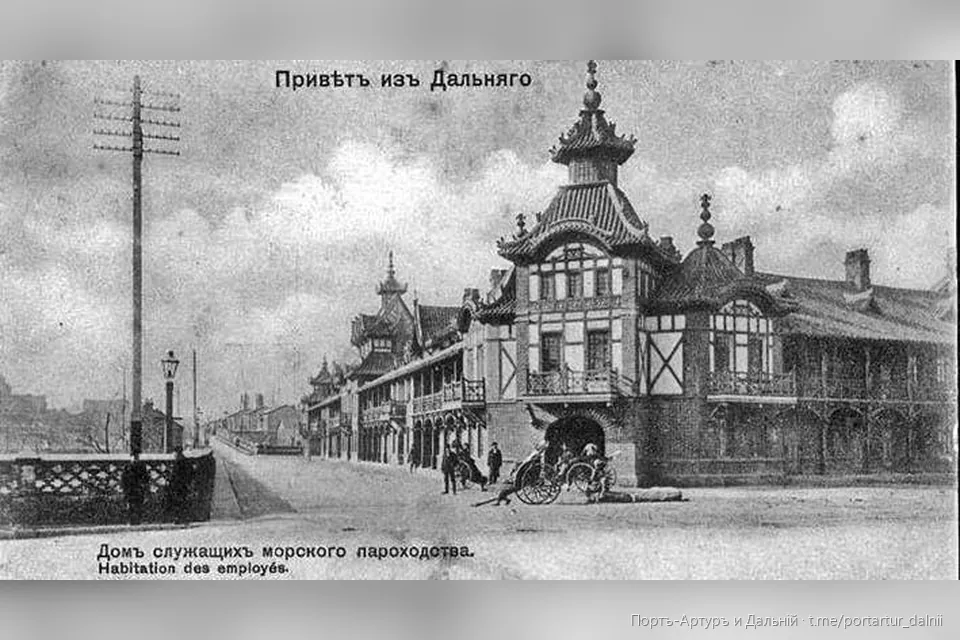 Привѣтъ изъ Дальняго
Домъ служащихъ морского пароходства.
Habitation des employés.
Портъ-Артуръ и Дальній · t.me/portartur_dalnii